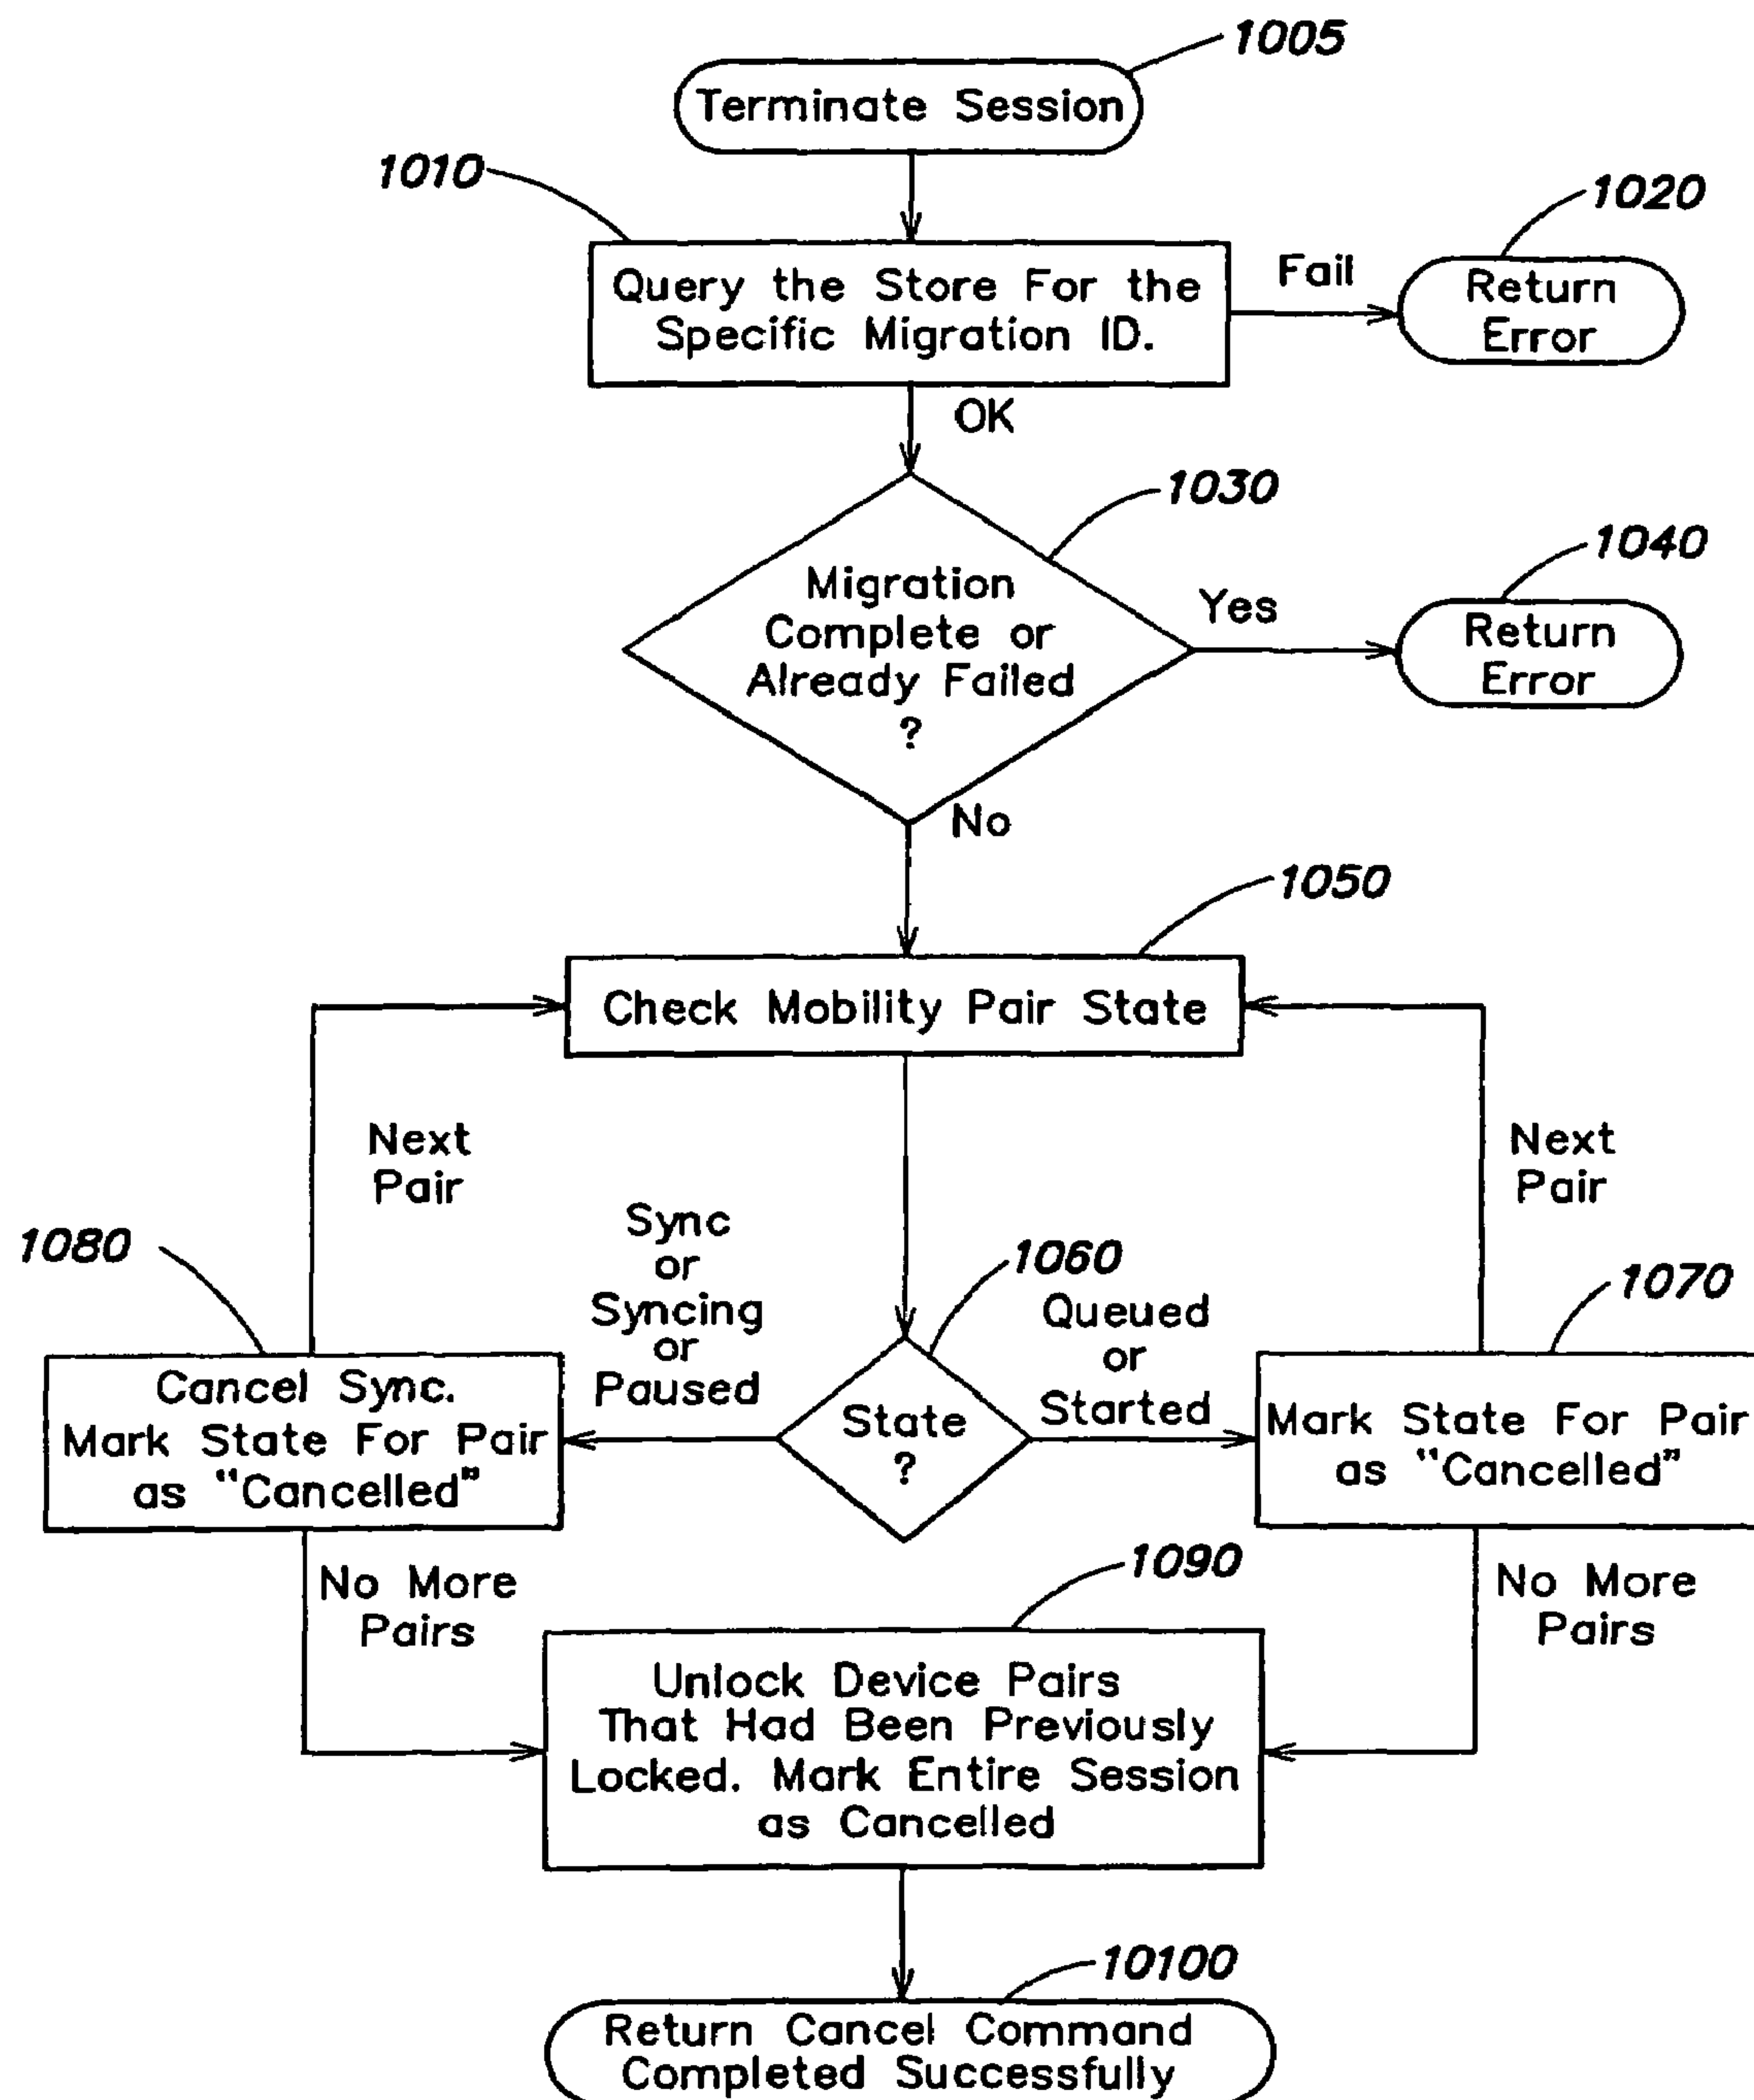 1005
Terminate Session
1010
1020
Query the Store For the
Specific Migration ID.
Fail
Return
Error
OK
1030
1040
Migration
Complete or
Already Failed
?
Yes
Return
Error
No
1050
Check Mobility Pair State
Next
Pair
Next
Pair
1080
Sync
or
Syncing
or
Paused
1060
Queued
or
Started
1070
Cancel Sync.
Mark State For Pair
as "Cancelled"
State
?
Mark State For Pair
as "Cancelled"
No More
Pairs
1090
No More
Pairs
Unlock Device Pairs
That Had Been Previously
Locked. Mark Entire Session
as Cancelled
10100
Return Cancel Command
Completed Successfully